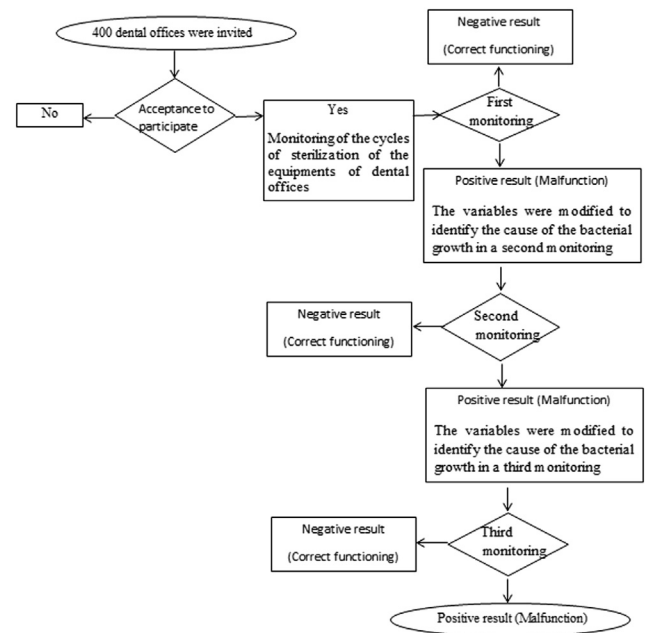 400 dental offices were invited
Negative result
(Correct functioning)
No
Acceptance to
participate
Yes
Monitoring of the cycles
of sterilization of the
equipments of dental
offices
First
monitoring
Positive result (Malfunction)
The variables were modified to
identify the cause of the bacterial
growth in a second monitoring
Negative result
(Correct functioning)
Second
monitoring
Positive result (Malfunction)
The variables were modified to
identify the cause of the bacterial
growth in a third monitoring
Negative result
(Correct functioning)
Third
monitoring
Positive result (Malfunction)